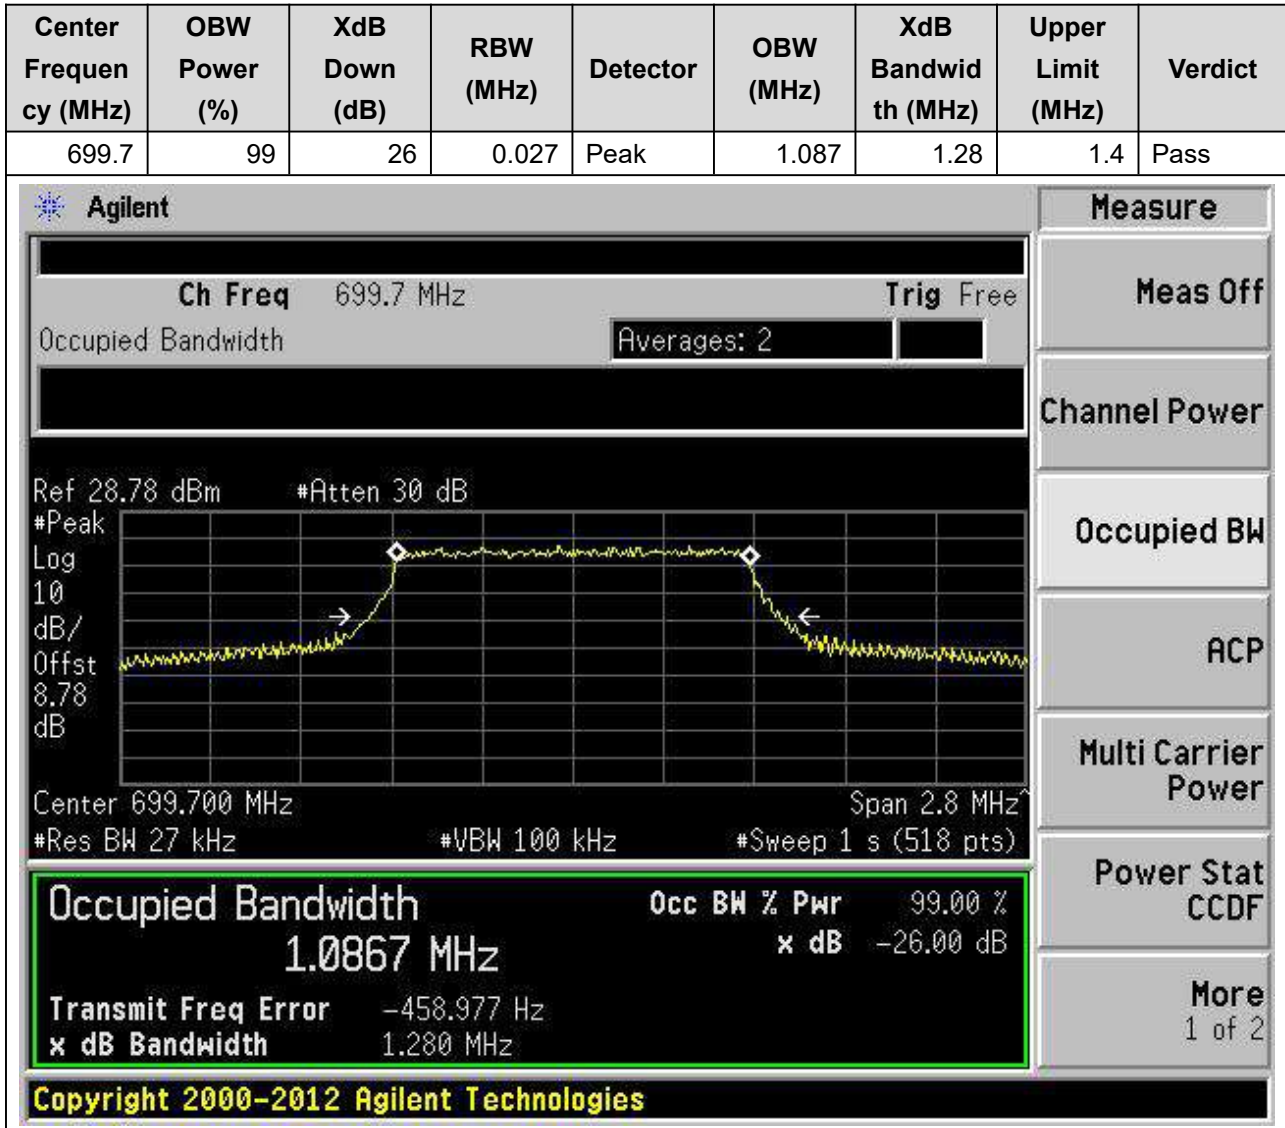 Center Frequen cy (MHz) OBW Power (%) XdB Down (dB) RBW (MHz) Detector OBW (MHz) XdB Bandwid th (MHz) Upper Limit (MHz) Verdict
699.7 99 26 0.027 Peak 1.087 1.28 1.4 Pass
Agilent
Measure
Ch Freq 699.7 MHz Trig Free
Meas Off
Occupied Bandwidth Averages: 2
Channel Power
Ref 28.78 dBm #Atten 30 dB
#Peak
Log
10
dB/
Offst
8.78
dB
Occupied BW
ACP
Multi Carrier
Power
Center 699.700 MHz Span 2.8 MHz^
#Res BW 27 kHz #VBW 100 kHz #Sweep 1 s (518 pts)
Power Stat
CCDF
Occupied Bandwidth Occ BW % Pwr 99.00 %
1.0867 MHz x dB -26.00 dB
Transmit Freq Error -458.977 Hz
x dB Bandwidth 1.280 MHz
More
1 of 2
Copyright 2000-2012 Agilent Technologies